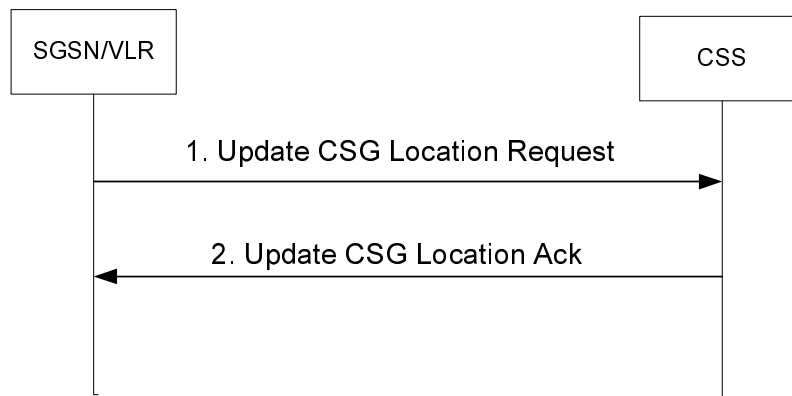 SGSN/VLR
CSS
1. Update CSG Location Request
2. Update CSG Location Ack